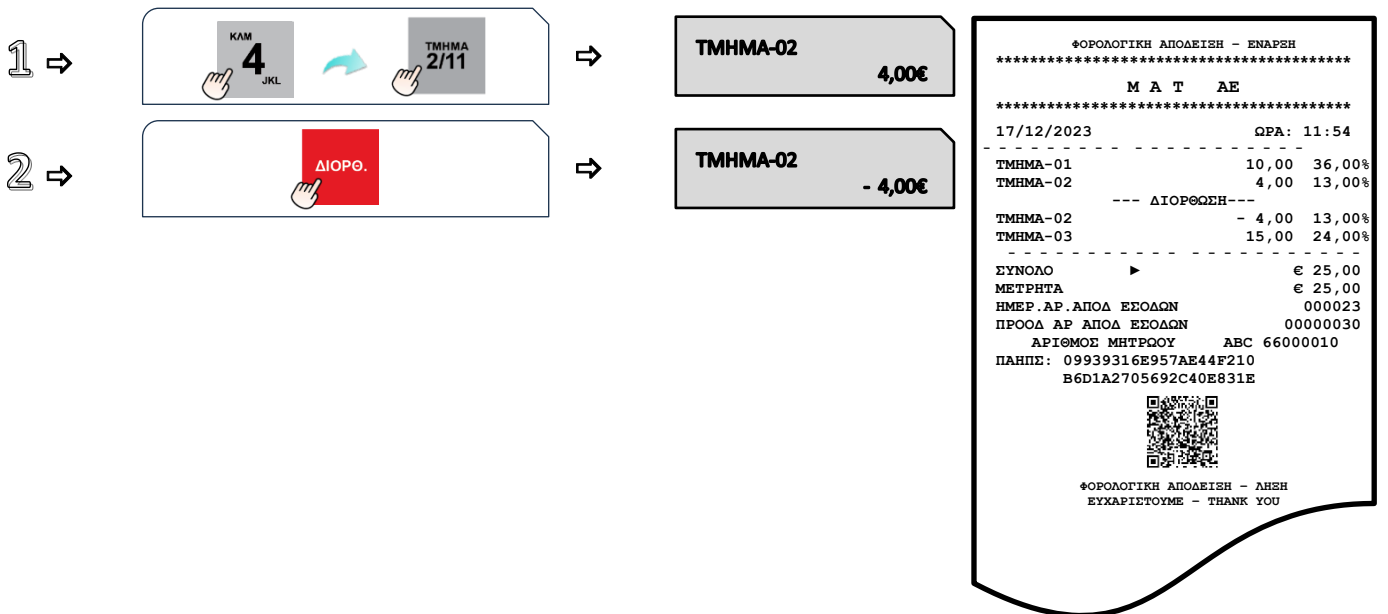 1 ⇨
ΚΛΜ
4
JKL
ΤΜΗΜΑ
2/11
⇨
ΤΜΗΜΑ-02
4,00€
2 ⇨
ΔΙΟΡΘ.
⇨
ΤΜΗΜΑ-02
- 4,00€
ΦΟΡΟΛΟΓΙΚΗ ΑΠΟΔΕΙΞΗ – ΕΝΑΡΞΗ
*****************************************
Μ Α Τ ΑΕ
*****************************************
17/12/2023 ΩΡΑ: 11:54
- - - - - - - - - - - - - - - - - - - -
ΤΜΗΜΑ-01 10,00 36,00%
ΤΜΗΜΑ-02 4,00 13,00%
--- ΔΙΟΡΘΩΣΗ---
ΤΜΗΜΑ-02 - 4,00 13,00%
ΤΜΗΜΑ-03 15,00 24,00%
- - - - - - - - - - - - - - - - - - - - -
ΣΥΝΟΛΟ ► € 25,00
ΜΕΤΡΗΤΑ € 25,00
ΗΜΕΡ.ΑΡ.ΑΠΟΔ ΕΣΟΔΩΝ 000023
ΠΡΟΟΔ ΑΡ ΑΠΟΔ ΕΣΟΔΩΝ 00000030
ΑΡΙΘΜΟΣ ΜΗΤΡΩΟΥ ABC 66000010
ΠΑΗΠΣ: 09939316E957AE44F210
B6D1A2705692C40E831E
ΦΟΡΟΛΟΓΙΚΗ ΑΠΟΔΕΙΞΗ – ΛΗΞΗ
ΕΥΧΑΡΙΣΤΟΥΜΕ – THANK YOU